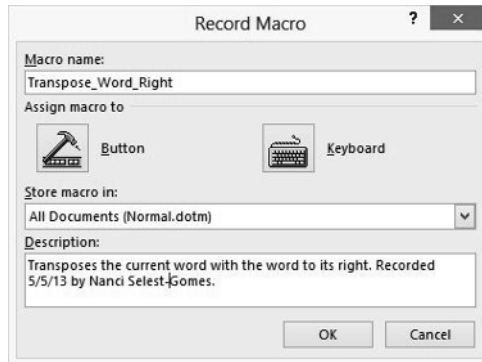 Record Macro
?
×
Macro name:
Transpose_Word_Right
Assign macro to
Button
Keyboard
Store macro in:
All Documents (Normal.dotm)
Description:
Transposes the current word with the word to its right. Recorded
5/5/13 by Nanci Selest-Gomes.
OK
Cancel